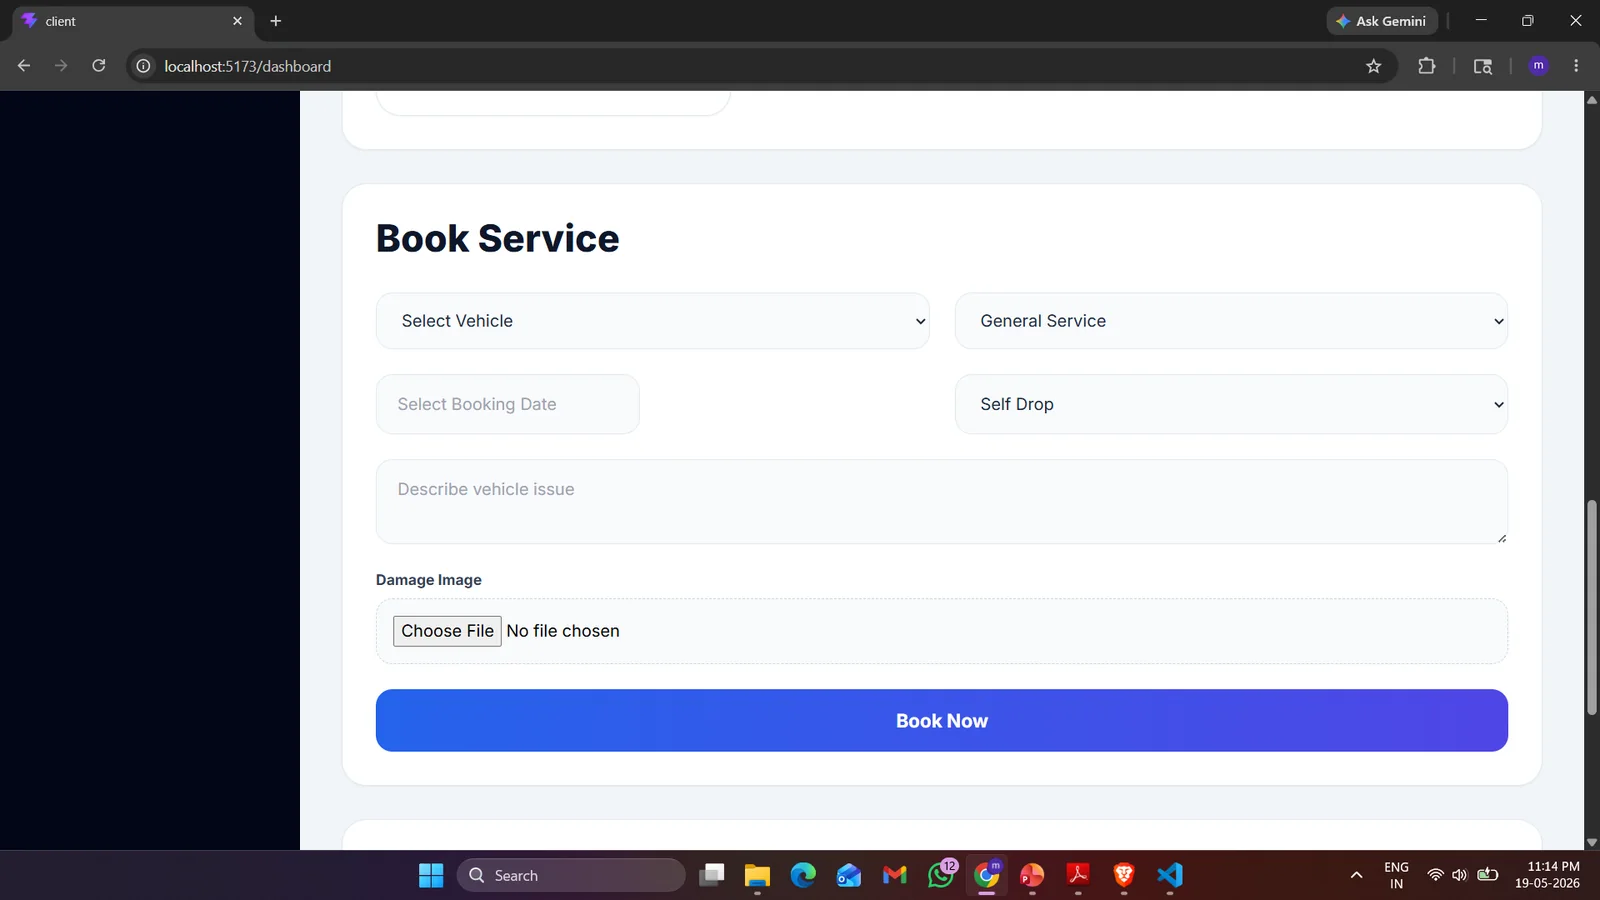 client
Ask Gemini
localhost:5173/dashboard
m
Book Service
Select Vehicle
General Service
Select Booking Date
Self Drop
Describe vehicle issue
Damage Image
Choose File No file chosen
Book Now
Search
12
m
ENG
IN
11:14 PM
19-05-2026